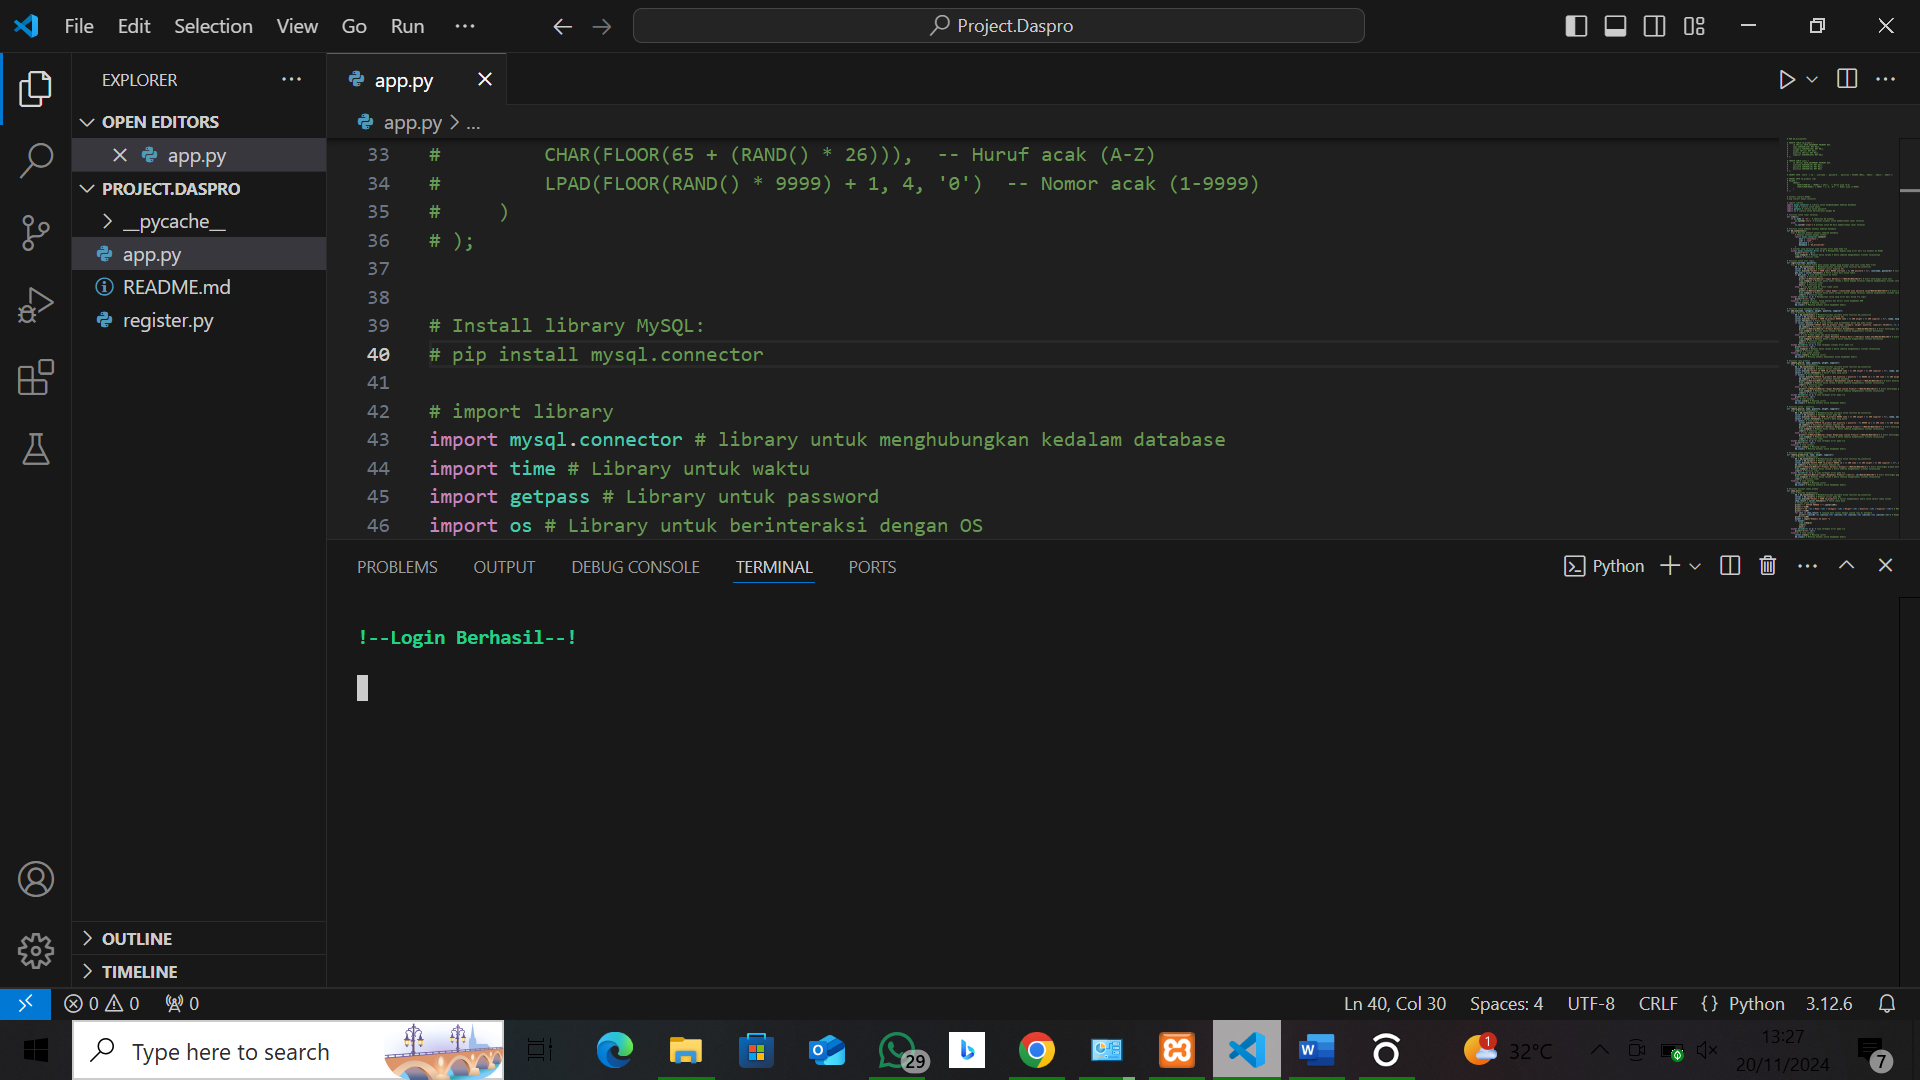 File Edit Selection View Go Run ...
Project.Daspro
EXPLORER
OPEN EDITORS
app.py
PROJECT.DASPRO
__pycache__
app.py
README.md
register.py
OUTLINE
TIMELINE
app.py
app.py > ...
33 #         CHAR(FLOOR(65 + (RAND() * 26))),  -- Huruf acak (A-Z)
34 #         LPAD(FLOOR(RAND() * 9999) + 1, 4, '0')  -- Nomor acak (1-9999)
35 #     )
36 # );
37
38
39 # Install library MySQL:
40 # pip install mysql.connector
41
42 # import library
43 import mysql.connector # library untuk menghubungkan kedalam database
44 import time # Library untuk waktu
45 import getpass # Library untuk password
46 import os # Library untuk berinteraksi dengan OS
PROBLEMS OUTPUT DEBUG CONSOLE TERMINAL PORTS
Python
!--Login Berhasil--!
0 0 0
Ln 40, Col 30 Spaces: 4 UTF-8 CRLF {} Python 3.12.6
Type here to search
29
1
32°C
13:27
20/11/2024
7